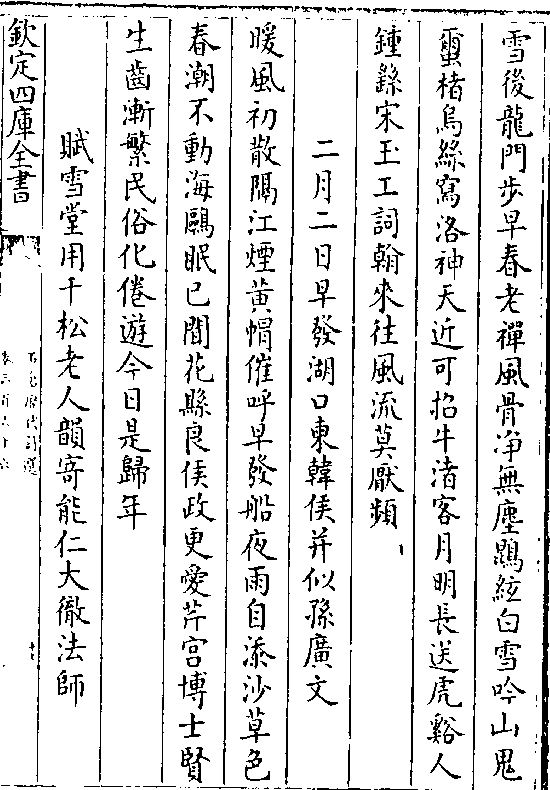 雪後龍門步早春老禪風骨净無塵鵾絃白雪吟山鬼
蠒楮烏絲寫洛神天近可招牛渚客月明長送虎谿人
鍾繇宋玉工詞翰來往風流莫厭頻
二月二日早發湖口柬韓侯并似孫廣文
暖風初散隔江煙黄帽催呼早發船夜雨自添沙草色
春潮不動海鷗眠已聞花縣良侯政更愛芹宫博士賢
生齒漸繁民俗化倦遊今日是歸年
賦雪堂用千松老人韻寄能仁大徹法師
欽定四庫全書